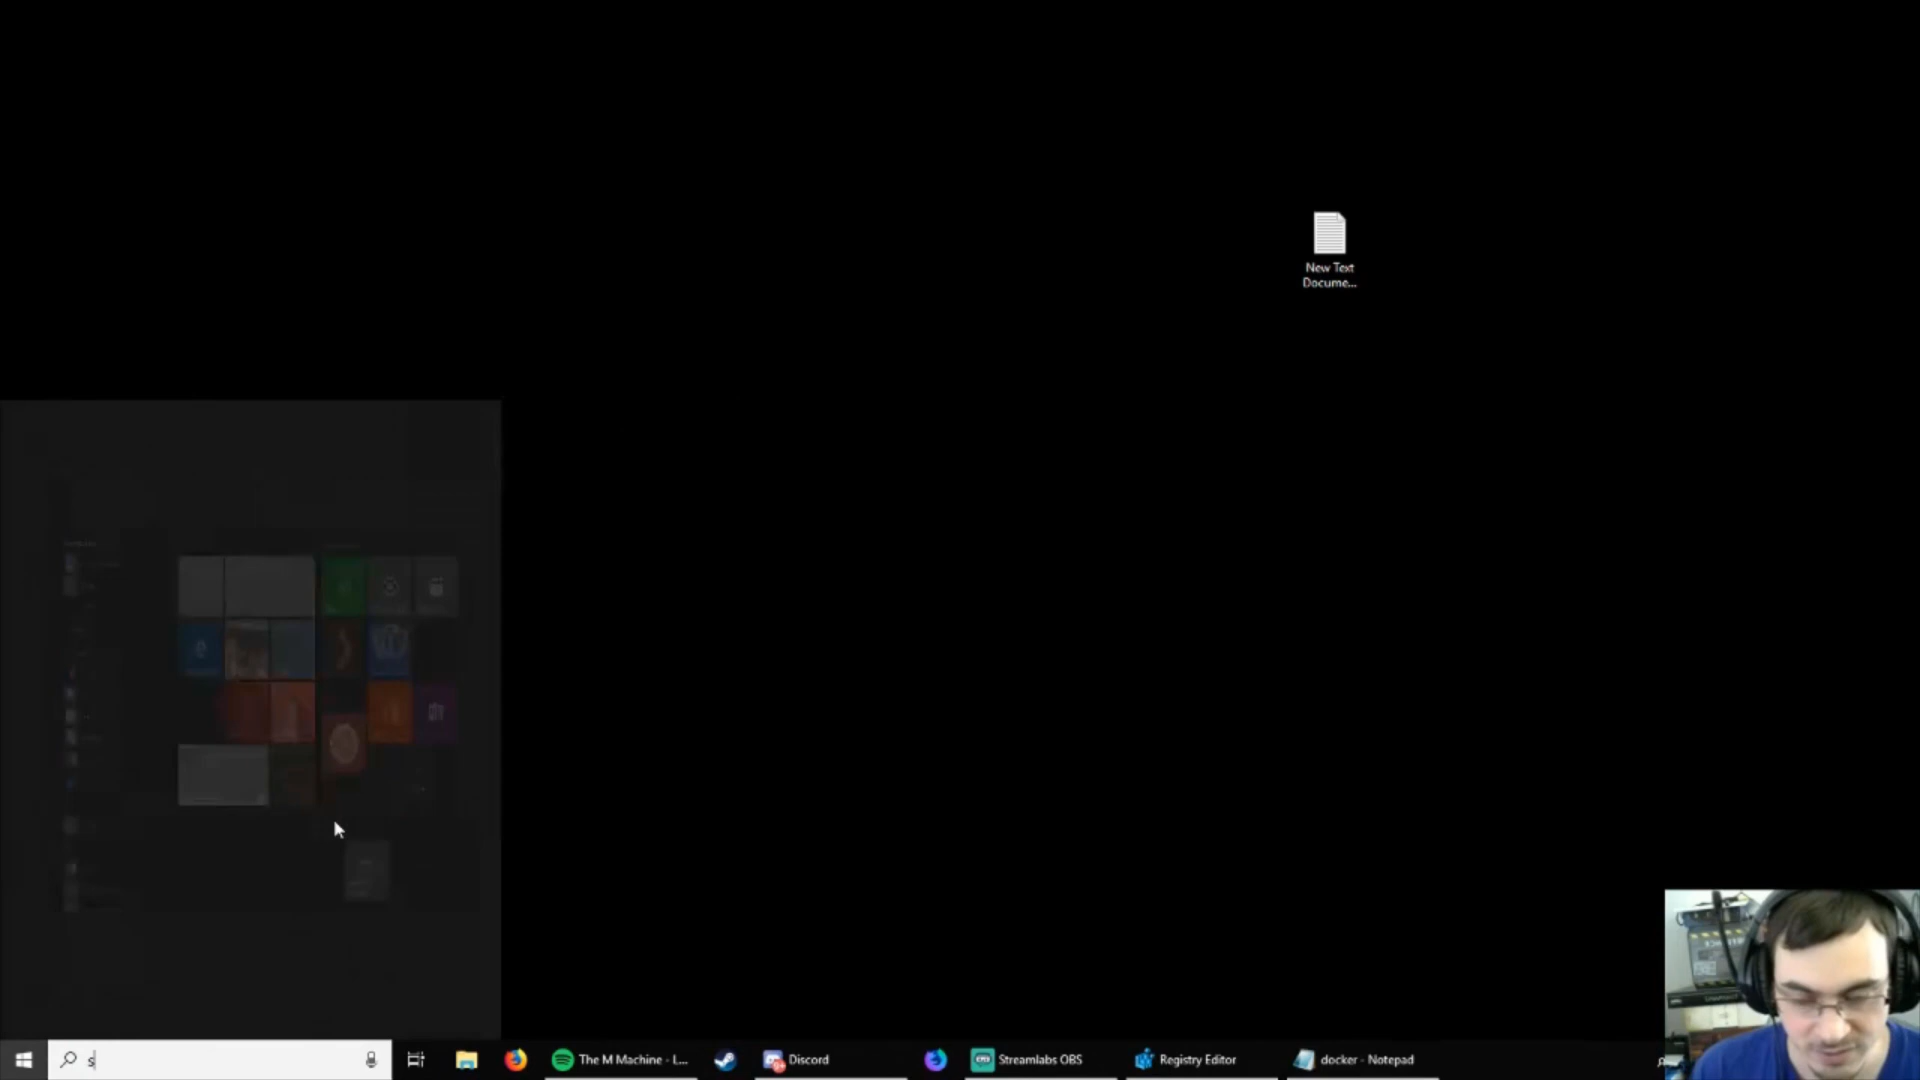 New Text
Docume...
s
The M Machine - L...
Discord
Streamlabs OBS
Registry Editor
docker - Notepad